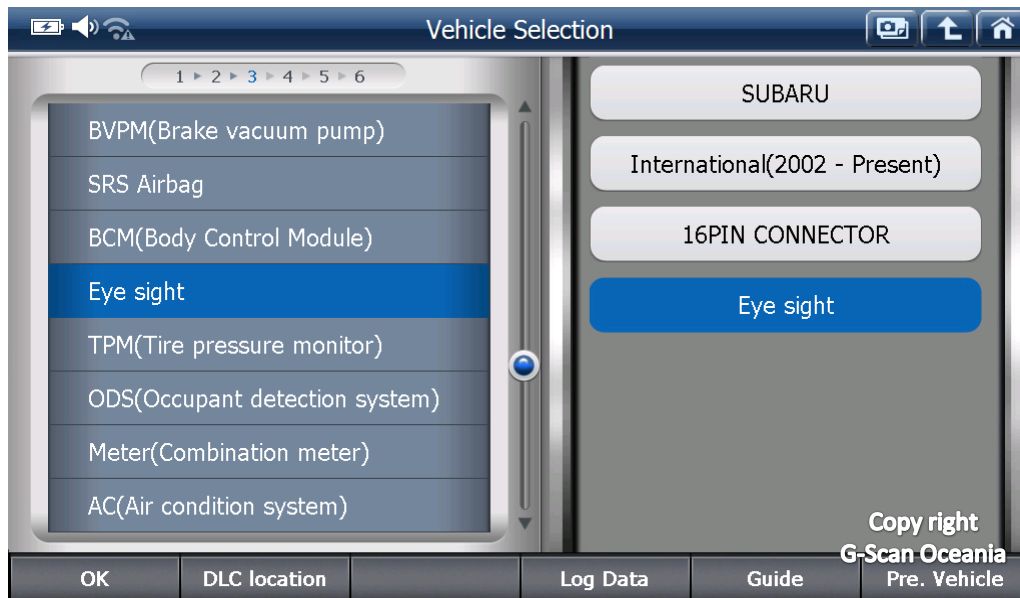 Vehicle Selection
1 ▸ 2 ▸ 3 ▸ 4 ▸ 5 ▸ 6
BVPM(Brake vacuum pump)
SRS Airbag
BCM(Body Control Module)
Eye sight
TPM(Tire pressure monitor)
ODS(Occupant detection system)
Meter(Combination meter)
AC(Air condition system)
SUBARU
International(2002 - Present)
16PIN CONNECTOR
Eye sight
Copy right
G-Scan Oceania
OK
DLC location
Log Data
Guide
Pre. Vehicle